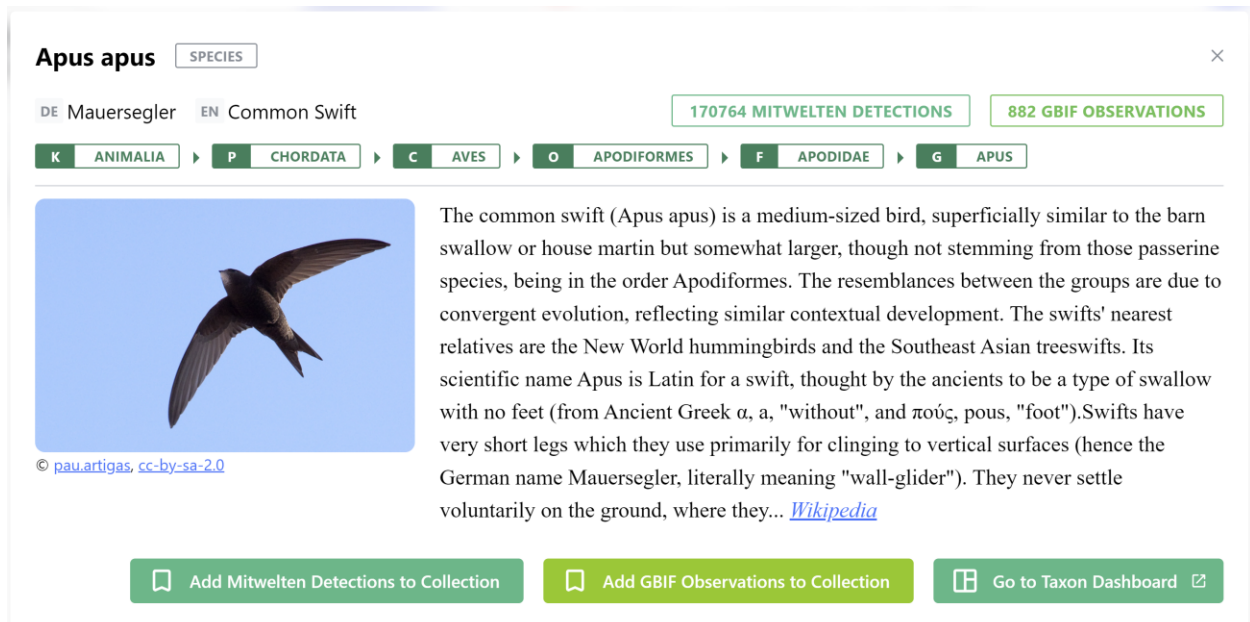 Apus apus SPECIES
DE Mauersegler EN Common Swift
170764 MITWELTEN DETECTIONS 882 GBIF OBSERVATIONS
K ANIMALIA P CHORDATA C AVES O APODIFORMES F APODIDAE G APUS
The common swift (Apus apus) is a medium-sized bird, superficially similar to the barn
swallow or house martin but somewhat larger, though not stemming from those passerine
species, being in the order Apodiformes. The resemblances between the groups are due to
convergent evolution, reflecting similar contextual development. The swifts' nearest
relatives are the New World hummingbirds and the Southeast Asian treeswifts. Its
scientific name Apus is Latin for a swift, thought by the ancients to be a type of swallow
with no feet (from Ancient Greek α, a, "without", and πούς, pous, "foot").Swifts have
very short legs which they use primarily for clinging to vertical surfaces (hence the
German name Mauersegler, literally meaning "wall-glider"). They never settle
voluntarily on the ground, where they... Wikipedia
© pau.artigas, cc-by-sa-2.0
Add Mitwelten Detections to Collection
Add GBIF Observations to Collection
Go to Taxon Dashboard